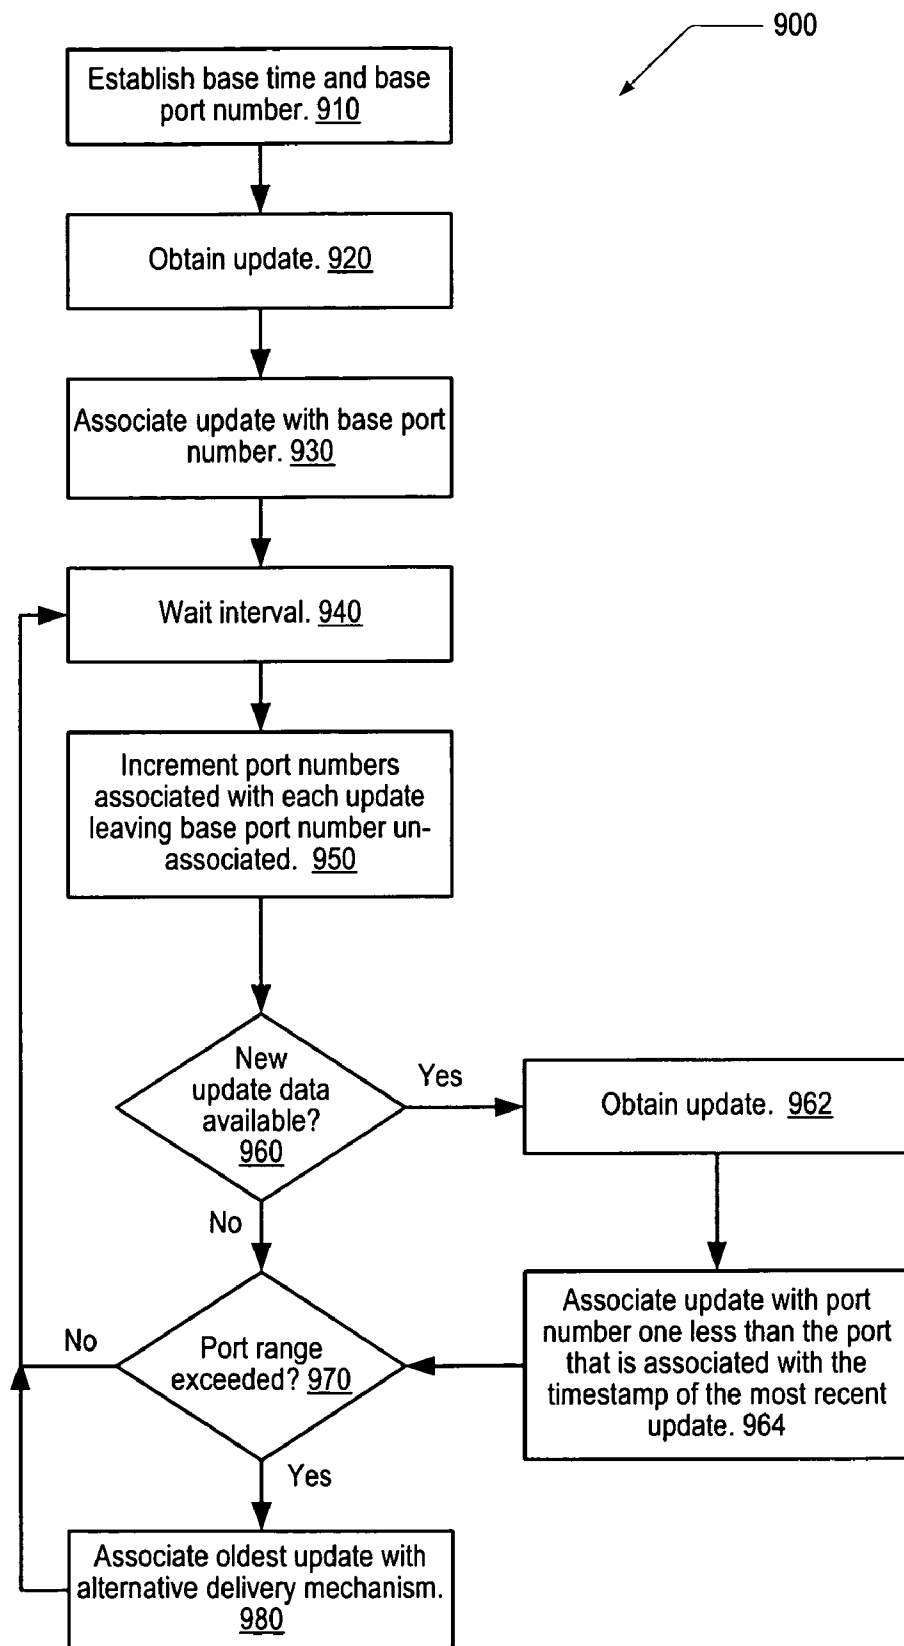 900
Establish base time and base
port number. 910
Obtain update. 920
Associate update with base port
number. 930
Wait interval. 940
Increment port numbers
associated with each update
leaving base port number un-
associated. 950
New
update data
available?
960
Yes
Obtain update. 962
No
Associate update with port
number one less than the port
that is associated with the
timestamp of the most recent
update. 964
Port range
exceeded? 970
No
Yes
Associate oldest update with
alternative delivery mechanism.
980